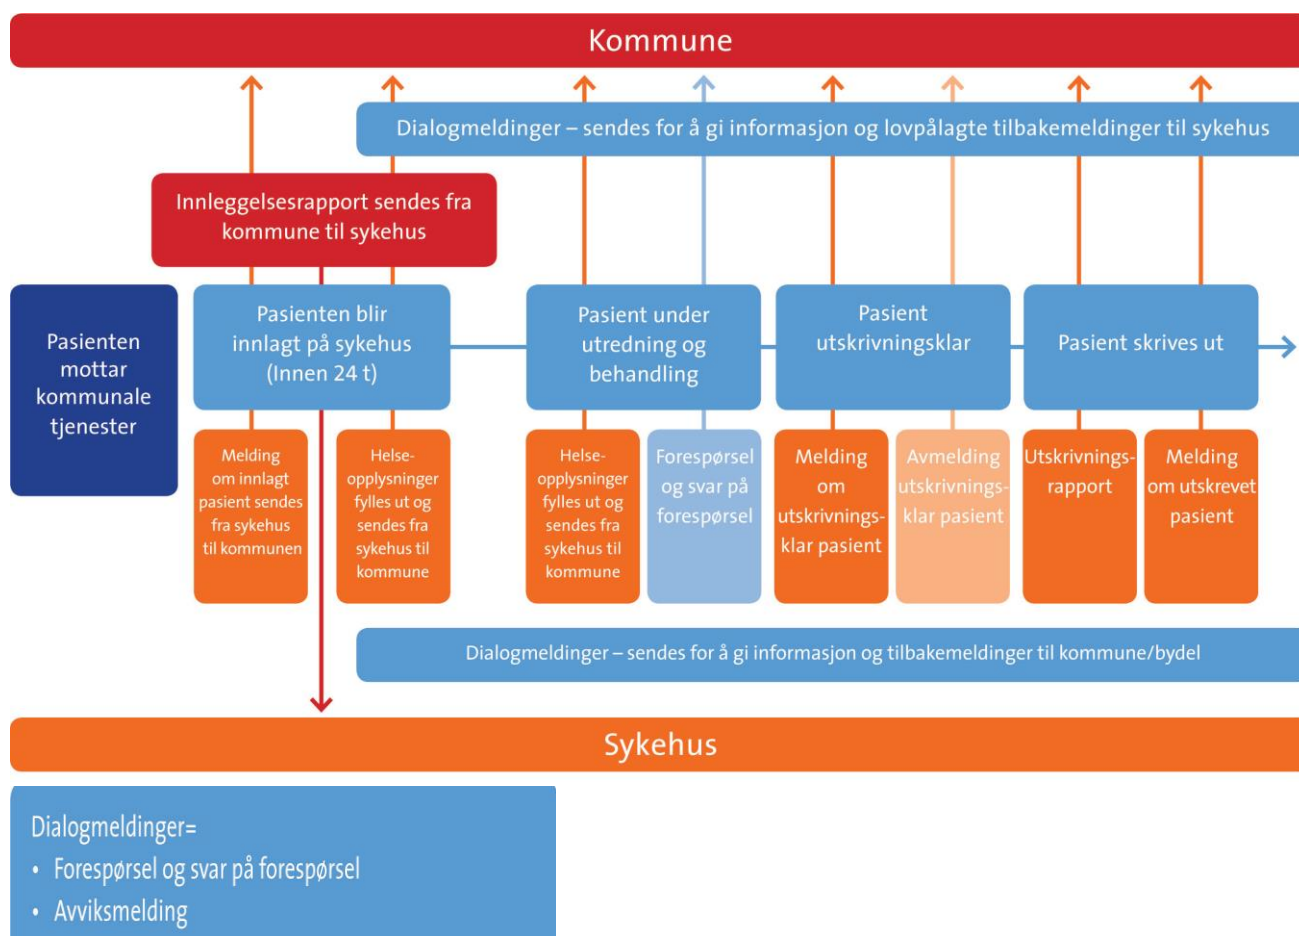 Kommune
Dialogmeldinger – sendes for å gi informasjon og lovpålagte tilbakemeldinger til sykehus
Innleggelsesrapport sendes fra
kommune til sykehus
Pasienten
mottar
kommunale
tjenester
Pasienten blir
innlagt på sykehus
(Innen 24 t)
Pasient under
utredning og
behandling
Pasient
utskrivningsklar
Pasient skrives ut
Melding
om innlagt
pasient sendes
fra sykehus
til kommunen
Helse-
opplysninger
fylles ut og
sendes fra
sykehus til
kommune
Helse-
opplysninger
fylles ut og
sendes fra
sykehus til
kommune
Forespørsel
og svar på
forespørsel
Melding
om
utskrivnings-
klar pasient
Avmelding
utskrivnings-
klar pasient
Utskrivnings-
rapport
Melding
om utskrevet
pasient
Dialogmeldinger – sendes for å gi informasjon og tilbakemeldinger til kommune/bydel
Sykehus
Dialogmeldinger=
• Forespørsel og svar på forespørsel
• Avviksmelding